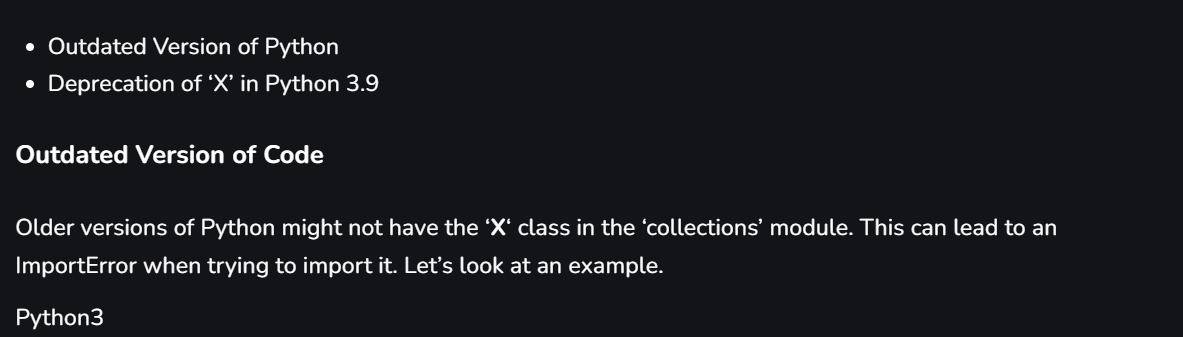 • Outdated Version of Python
• Deprecation of ‘X’ in Python 3.9
Outdated Version of Code
Older versions of Python might not have the ‘X‘ class in the ‘collections’ module. This can lead to an
ImportError when trying to import it. Let’s look at an example.
Python3